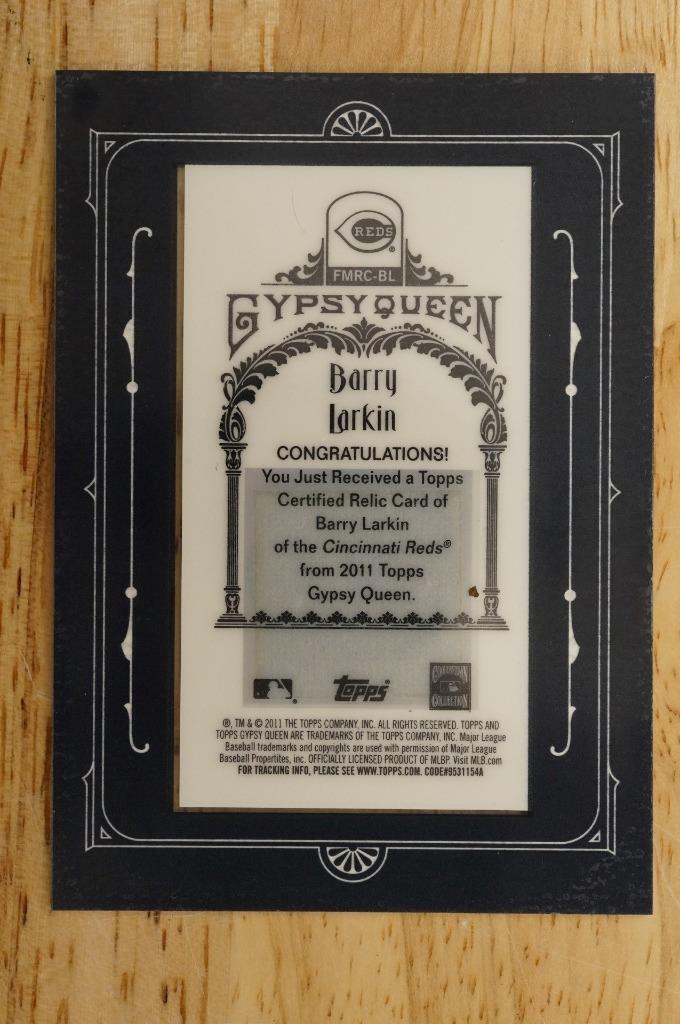 REDS ®
FMRC-BL
GYPSY QUEEN
Barry
Larkin
CONGRATULATIONS!
You Just Received a Topps
Certified Relic Card of
Barry Larkin
of the Cincinnati Reds®
from 2011 Topps
Gypsy Queen.
® Topps® COOPERSTOWN
COLLECTION
®, TM & © 2011 THE TOPPS COMPANY, INC. ALL RIGHTS RESERVED. TOPPS AND
TOPPS GYPSY QUEEN ARE TRADEMARKS OF THE TOPPS COMPANY, INC. Major League
Baseball trademarks and copyrights are used with permission of Major League
Baseball Propertites, inc. OFFICIALLY LICENSED PRODUCT OF MLBP. Visit MLB.com
FOR TRACKING INFO, PLEASE SEE WWW.TOPPS.COM. CODE#9531154A